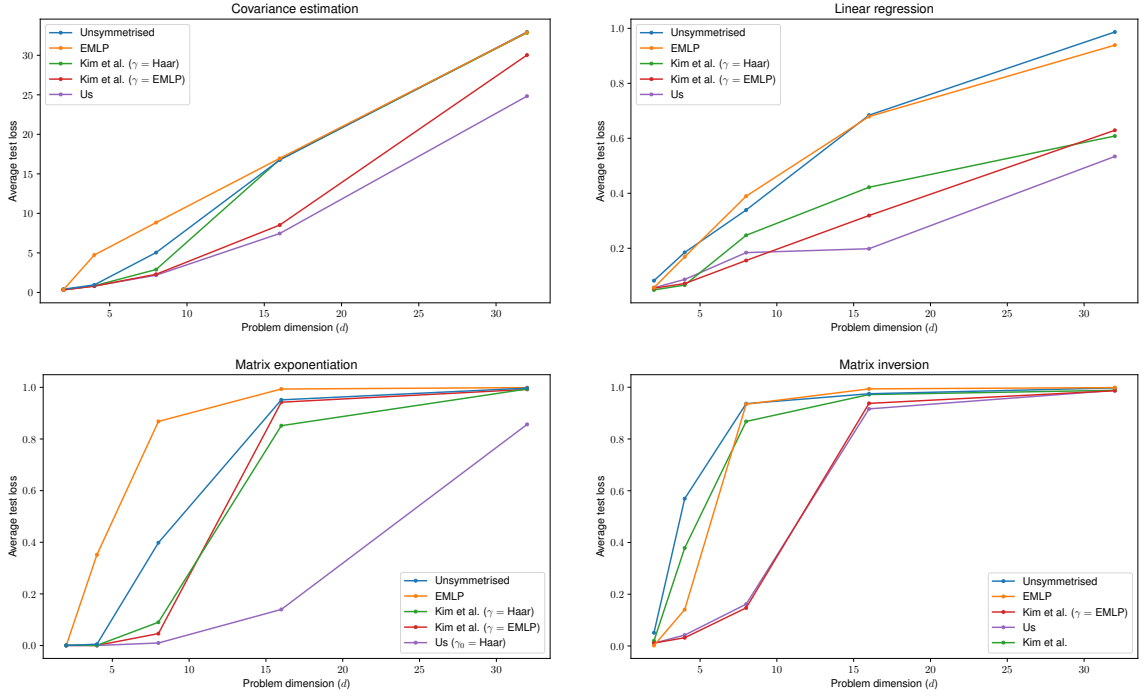 Covariance estimation
Unsymmetrised
EMLP
Kim et al. (γ = Haar)
Kim et al. (γ = EMLP)
Us
Average test loss
30
25
20
15
10
5
0
5
10
15
20
25
30
Problem dimension (d)
Linear regression
Unsymmetrised
EMLP
Kim et al. (γ = Haar)
Kim et al. (γ = EMLP)
Us
Average test loss
1.0
0.8
0.6
0.4
0.2
5
10
15
20
25
30
Problem dimension (d)
Matrix exponentiation
Average test loss
1.0
0.8
0.6
0.4
0.2
0.0
Unsymmetrised
EMLP
Kim et al. (γ = Haar)
Kim et al. (γ = EMLP)
Us (γ₀ = Haar)
5
10
15
20
25
30
Problem dimension (d)
Matrix inversion
Average test loss
1.0
0.8
0.6
0.4
0.2
0.0
Unsymmetrised
EMLP
Kim et al. (γ = EMLP)
Us
Kim et al.
5
10
15
20
25
30
Problem dimension (d)